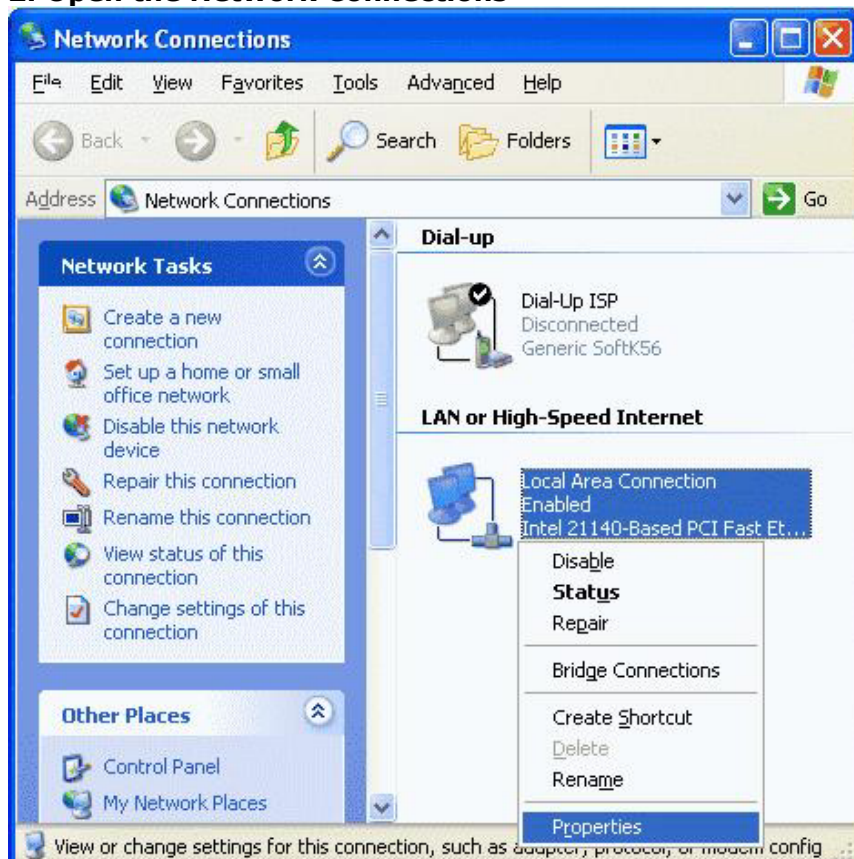 2. Open the Network Connections
Network Connections
File Edit View Favorites Tools Advanced Help
Back Search Folders
Address Network Connections Go
Network Tasks
Create a new
connection
Set up a home or small
office network
Disable this network
device
Repair this connection
Rename this connection
View status of this
connection
Change settings of this
connection
Other Places
Control Panel
My Network Places
Dial-up
Dial-Up ISP
Disconnected
Generic SoftK56
LAN or High-Speed Internet
Local Area Connection
Enabled
Intel 21140-Based PCI Fast Et...
Disable
Status
Repair
Bridge Connections
Create Shortcut
Delete
Rename
Properties
View or change settings for this connection, such as adapter, protocol, or modem config